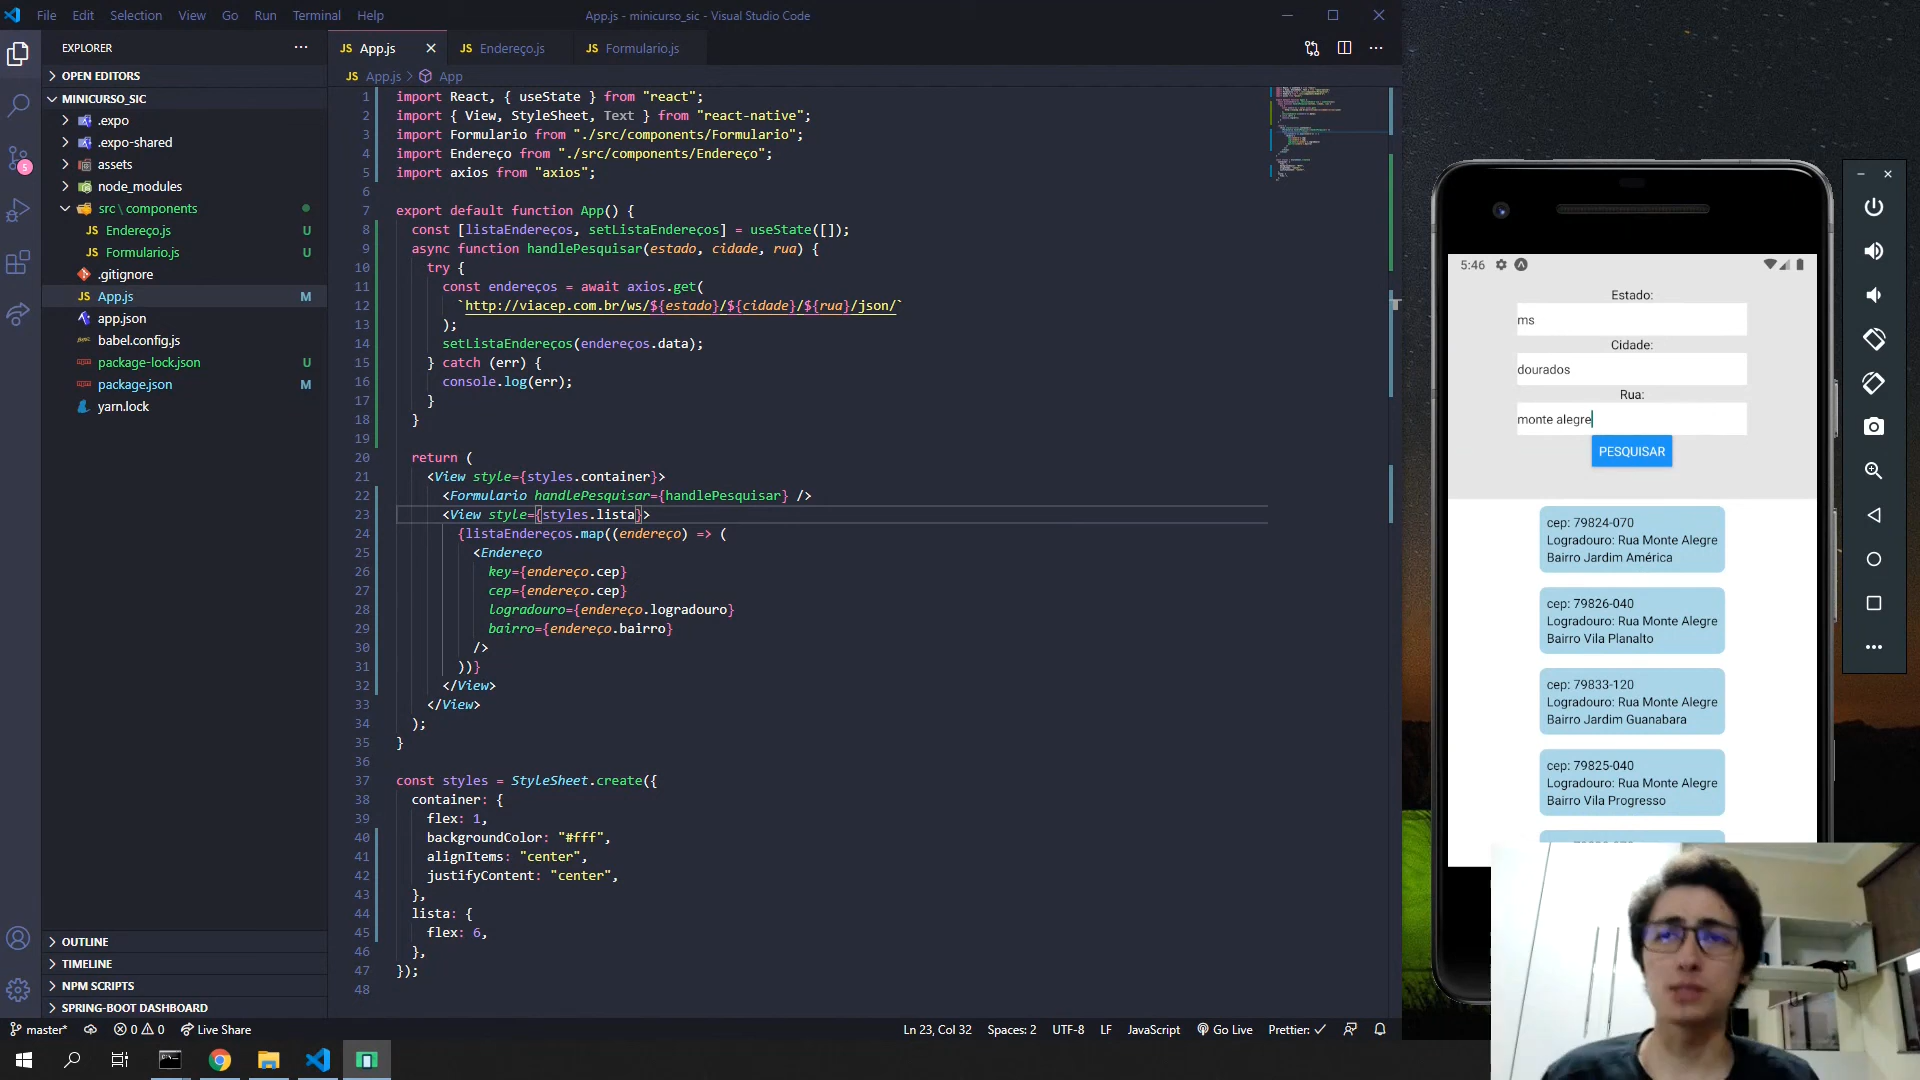 File Edit Selection View Go Run Terminal Help
App.js - minicurso_sic - Visual Studio Code
EXPLORER
OPEN EDITORS
MINICURSO_SIC
.expo
.expo-shared
assets
node_modules
src \ components
Endereço.js U
Formulario.js U
.gitignore
App.js M
app.json
babel.config.js
package-lock.json U
package.json M
yarn.lock
OUTLINE
TIMELINE
NPM SCRIPTS
SPRING-BOOT DASHBOARD
5
JS App.js JS Endereço.js JS Formulario.js
JS App.js > App
1 import React, { useState } from "react";
2 import { View, StyleSheet, Text } from "react-native";
3 import Formulario from "./src/components/Formulario";
4 import Endereço from "./src/components/Endereço";
5 import axios from "axios";
6
7 export default function App() {
8 const [listaEndereços, setListaEndereços] = useState([]);
9 async function handlePesquisar(estado, cidade, rua) {
10 try {
11 const endereços = await axios.get(
12 `http://viacep.com.br/ws/${estado}/${cidade}/${rua}/json/`
13 );
14 setListaEndereços(endereços.data);
15 } catch (err) {
16 console.log(err);
17 }
18 }
19
20 return (
21 <View style={styles.container}>
22 <Formulario handlePesquisar={handlePesquisar} />
23 <View style={styles.lista}>
24 {listaEndereços.map((endereço) => (
25 <Endereço
26 key={endereço.cep}
27 cep={endereço.cep}
28 logradouro={endereço.logradouro}
29 bairro={endereço.bairro}
30 />
31 ))}
32 </View>
33 </View>
34 );
35 }
36
37 const styles = StyleSheet.create({
38 container: {
39 flex: 1,
40 backgroundColor: "#fff",
41 alignItems: "center",
42 justifyContent: "center",
43 },
44 lista: {
45 flex: 6,
46 },
47 });
48
5:46
Estado:
ms
Cidade:
dourados
Rua:
monte alegre
PESQUISAR
cep: 79824-070
Logradouro: Rua Monte Alegre
Bairro Jardim América
cep: 79826-040
Logradouro: Rua Monte Alegre
Bairro Vila Planalto
cep: 79833-120
Logradouro: Rua Monte Alegre
Bairro Jardim Guanabara
cep: 79825-040
Logradouro: Rua Monte Alegre
Bairro Vila Progresso
master* 0 0 Live Share
Ln 23, Col 32 Spaces: 2 UTF-8 LF JavaScript Go Live Prettier: ✓